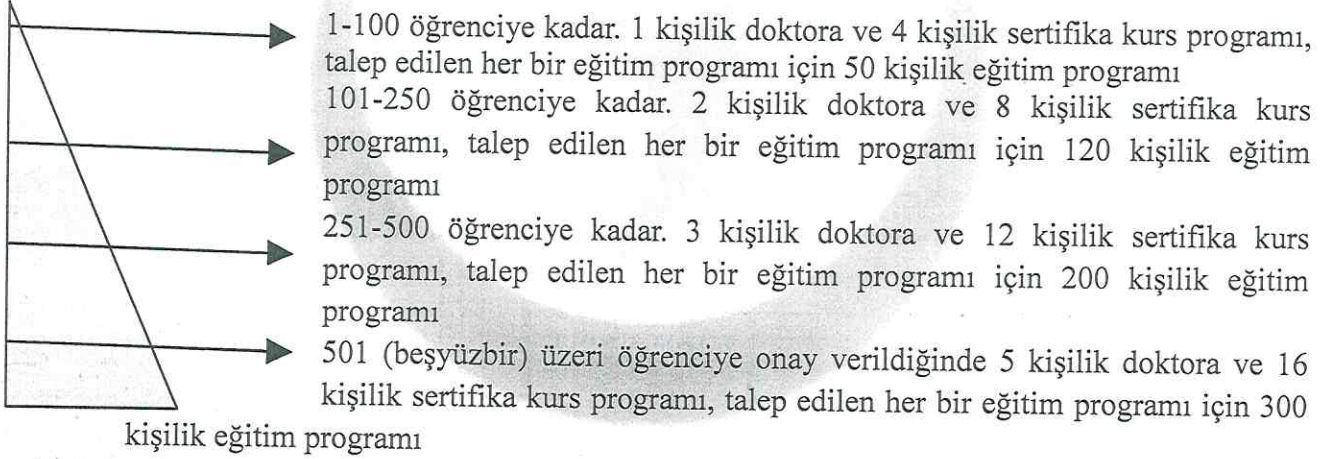 1-100 öğrenciye kadar. 1 kişilik doktora ve 4 kişilik sertifika kurs programı,
talep edilen her bir eğitim programı için 50 kişilik eğitim programı
101-250 öğrenciye kadar. 2 kişilik doktora ve 8 kişilik sertifika kurs
programı, talep edilen her bir eğitim programı için 120 kişilik eğitim
programı
251-500 öğrenciye kadar. 3 kişilik doktora ve 12 kişilik sertifika kurs
programı, talep edilen her bir eğitim programı için 200 kişilik eğitim
programı
501 (beşyüzbir) üzeri öğrenciye onay verildiğinde 5 kişilik doktora ve 16
kişilik sertifika kurs programı, talep edilen her bir eğitim programı için 300
kişilik eğitim programı